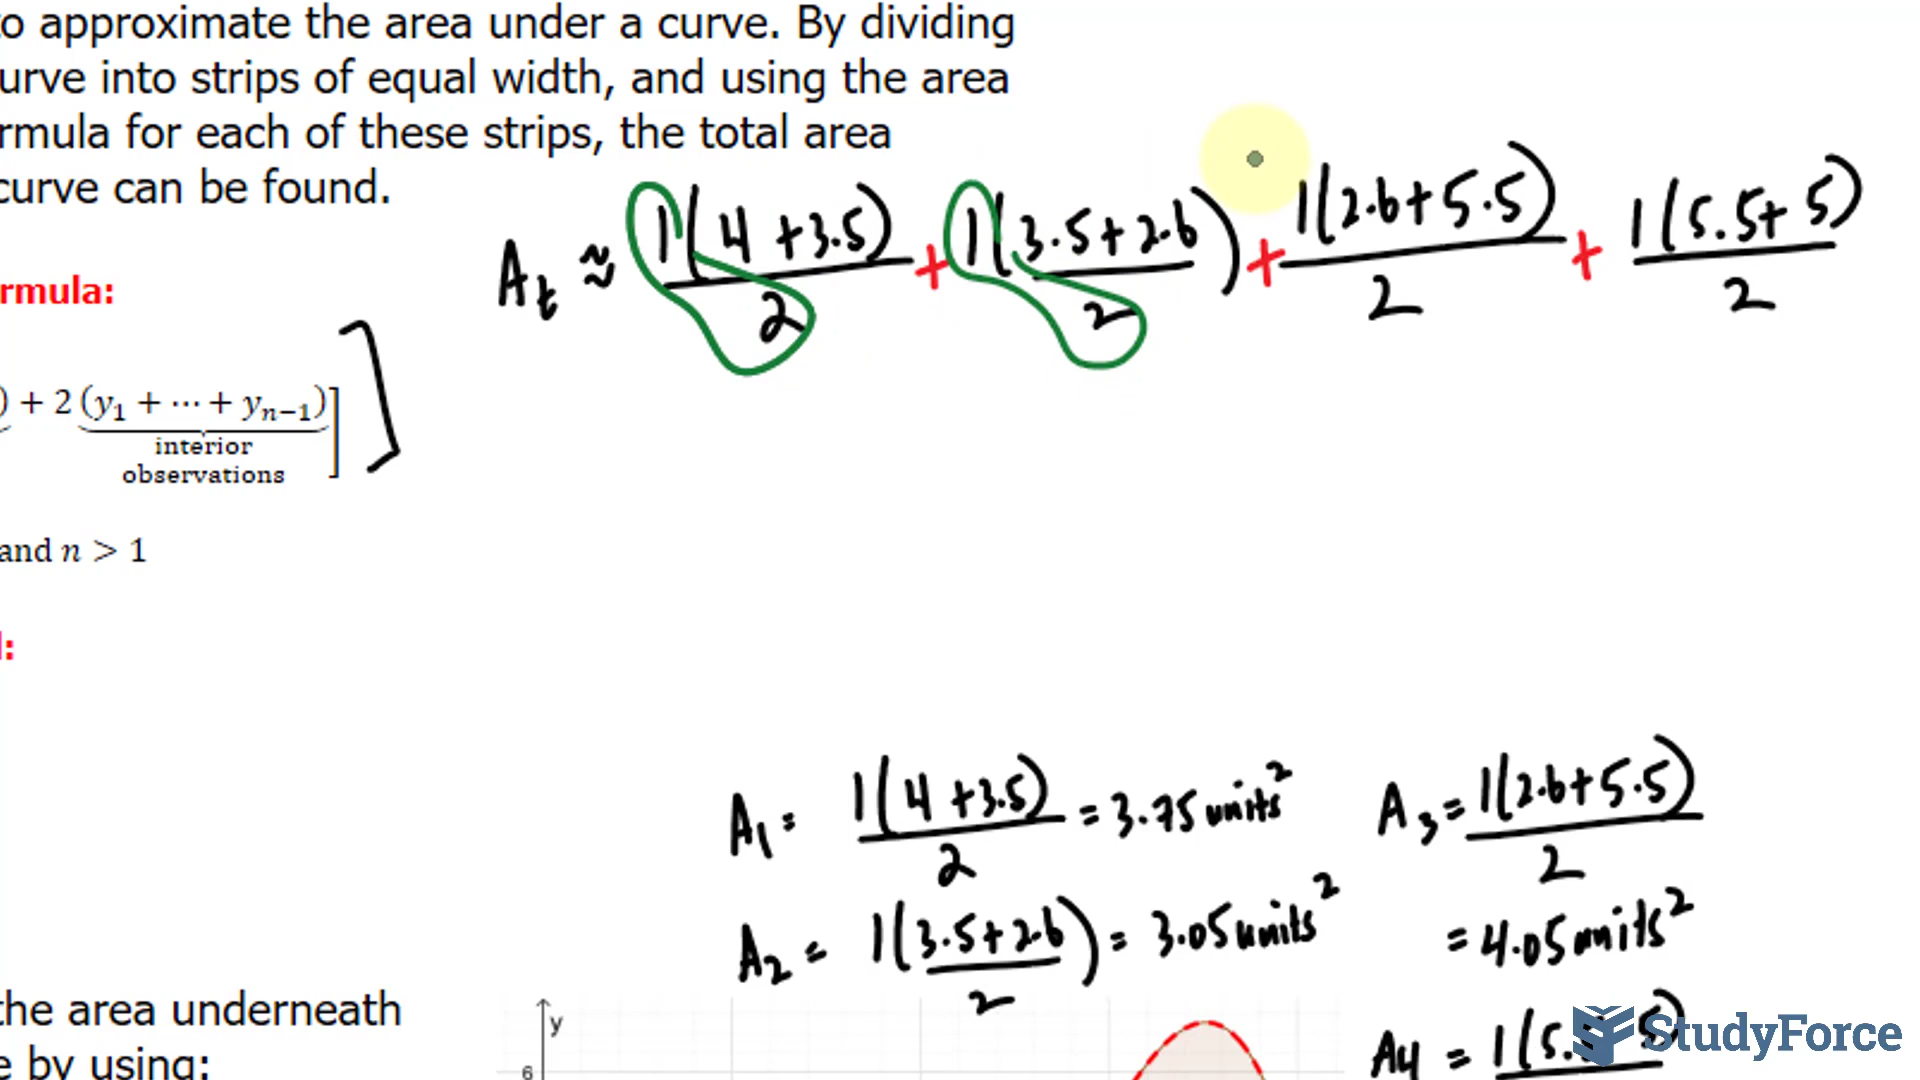 to approximate the area under a curve. By dividing
urve into strips of equal width, and using the area
rmula for each of these strips, the total area
curve can be found.
A_t ≈ 1(4+3.5)/2 + 1(3.5+2.6)/2 + 1(2.6+5.5)/2 + 1(5.5+5)/2
rmula:
) + 2 (y₁ + ⋯ + yₙ₋₁)]]
interior
observations
and n > 1
l:
A₁ = 1(4+3.5)/2 = 3.75 units²
A₂ = 1(3.5+2.6)/2 = 3.05 units²
A₃ = 1(2.6+5.5)/2
= 4.05 units²
A4 = 1(5. 5)
the area underneath
e by using:
y
6
StudyForce